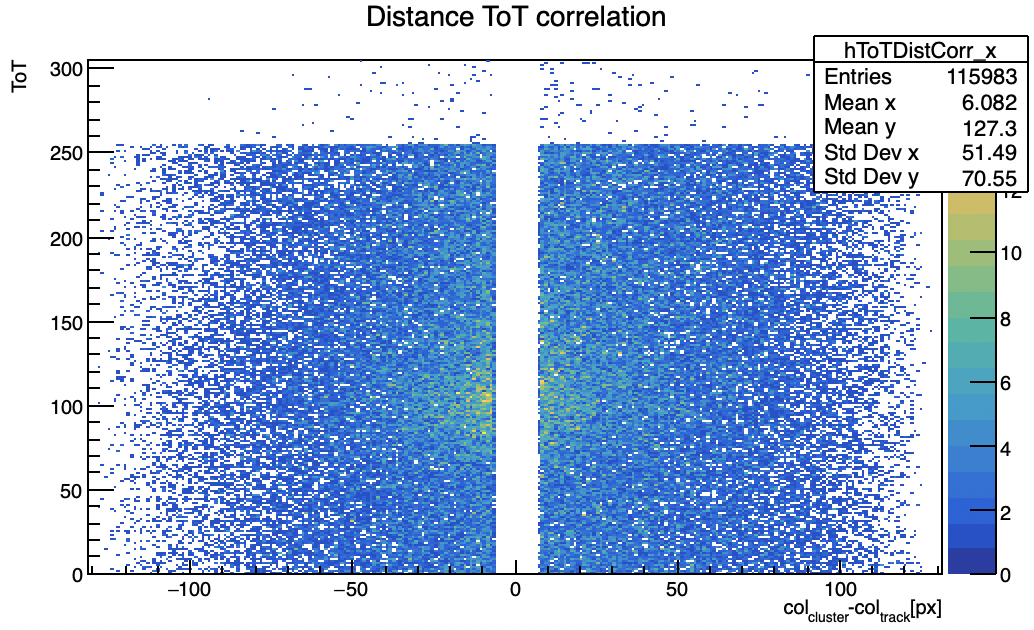 Distance ToT correlation
hToTDistCorr_x
Entries 115983
Mean x 6.082
Mean y 127.3
Std Dev x 51.49
Std Dev y 70.55
ToT
300
250
200
150
100
50
0
−100
−50
0
50
100
col_cluster-col_track[px]
12
10
8
6
4
2
0